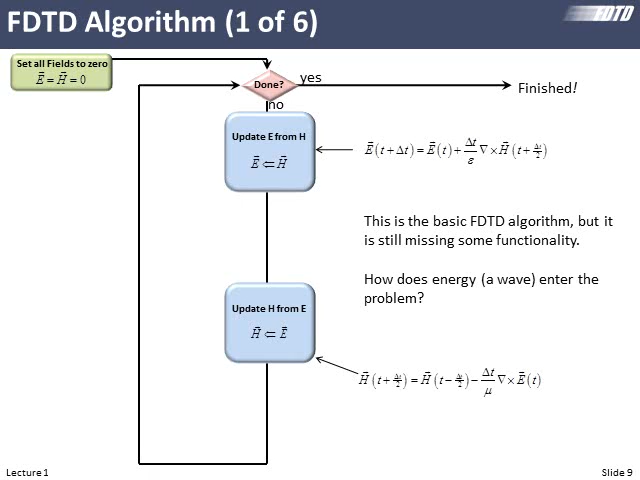 FDTD Algorithm (1 of 6)
FDTD
Set all Fields to zero
E⃗ = H⃗ = 0
Done?
yes
Finished!
no
Update E from H
E⃗ ⇐ H⃗
E⃗(t+Δt) = E⃗(t) + Δt/ε ∇×H⃗(t+Δt/2)
This is the basic FDTD algorithm, but it
is still missing some functionality.
How does energy (a wave) enter the
problem?
Update H from E
H⃗ ⇐ E⃗
H⃗(t+Δt/2) = H⃗(t−Δt/2) − Δt/μ ∇×E⃗(t)
Lecture 1
Slide 9